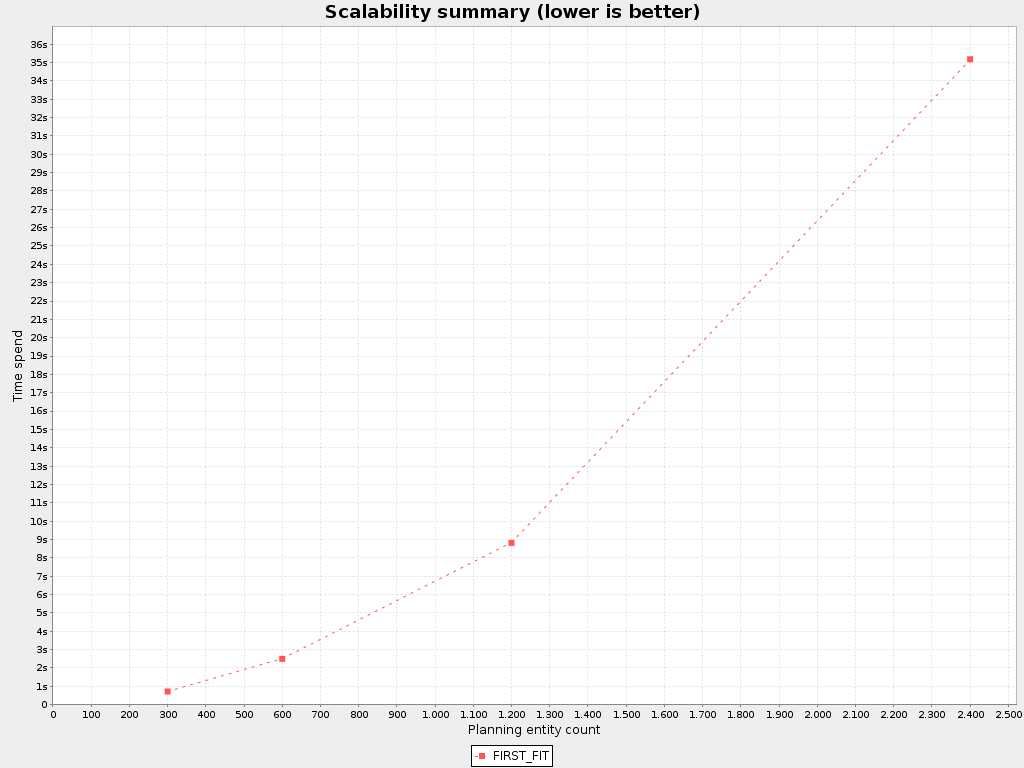 Scalability summary (lower is better)
Time spend
36s
35s
34s
33s
32s
31s
30s
29s
28s
27s
26s
25s
24s
23s
22s
21s
20s
19s
18s
17s
16s
15s
14s
13s
12s
11s
10s
9s
8s
7s
6s
5s
4s
3s
2s
1s
0
0 100 200 300 400 500 600 700 800 900 1.000 1.100 1.200 1.300 1.400 1.500 1.600 1.700 1.800 1.900 2.000 2.100 2.200 2.300 2.400 2.500
Planning entity count
FIRST_FIT